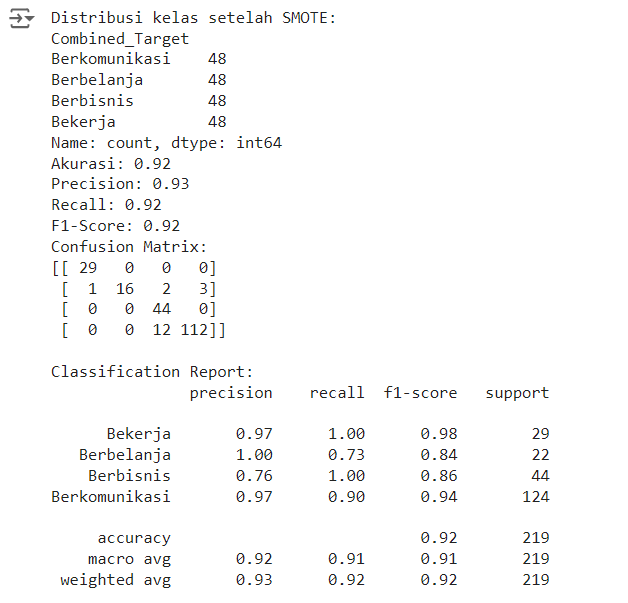 Distribusi kelas setelah SMOTE:
Combined_Target
Berkomunikasi    48
Berbelanja       48
Berbisnis        48
Bekerja          48
Name: count, dtype: int64
Akurasi: 0.92
Precision: 0.93
Recall: 0.92
F1-Score: 0.92
Confusion Matrix:
[[ 29   0   0   0]
 [  1  16   2   3]
 [  0   0  44   0]
 [  0   0  12 112]]

Classification Report:
               precision    recall  f1-score   support

      Bekerja       0.97      1.00      0.98        29
   Berbelanja       1.00      0.73      0.84        22
    Berbisnis       0.76      1.00      0.86        44
Berkomunikasi       0.97      0.90      0.94       124

     accuracy                           0.92       219
    macro avg       0.92      0.91      0.91       219
 weighted avg       0.93      0.92      0.92       219